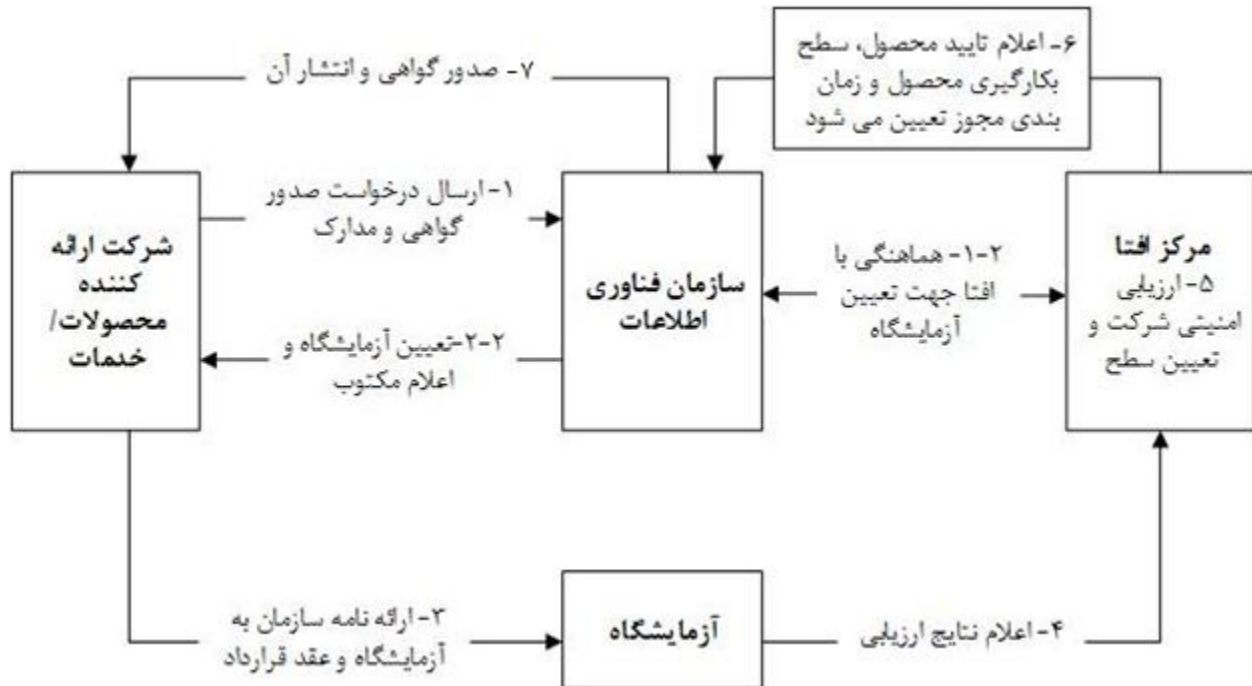 ۶- اعلام تایید محصول، سطح
بکارگیری محصول و زمان
بندی مجوز تعیین می شود
۷- صدور گواهی و انتشار آن
مرکز افتا
۵- ارزیابی
امنیتی شرکت و
تعیین سطح
۲-۱- هماهنگی با
افتا جهت تعیین
آزمایشگاه
سازمان فناوری
اطلاعات
۱- ارسال درخواست صدور
گواهی و مدارک
۲-۲-تعیین آزمایشگاه و
اعلام مکتوب
شرکت ارائه
کننده
محصولات/
خدمات
۳- ارائه نامه سازمان به
آزمایشگاه و عقد قرارداد
آزمایشگاه
۴- اعلام نتایج ارزیابی